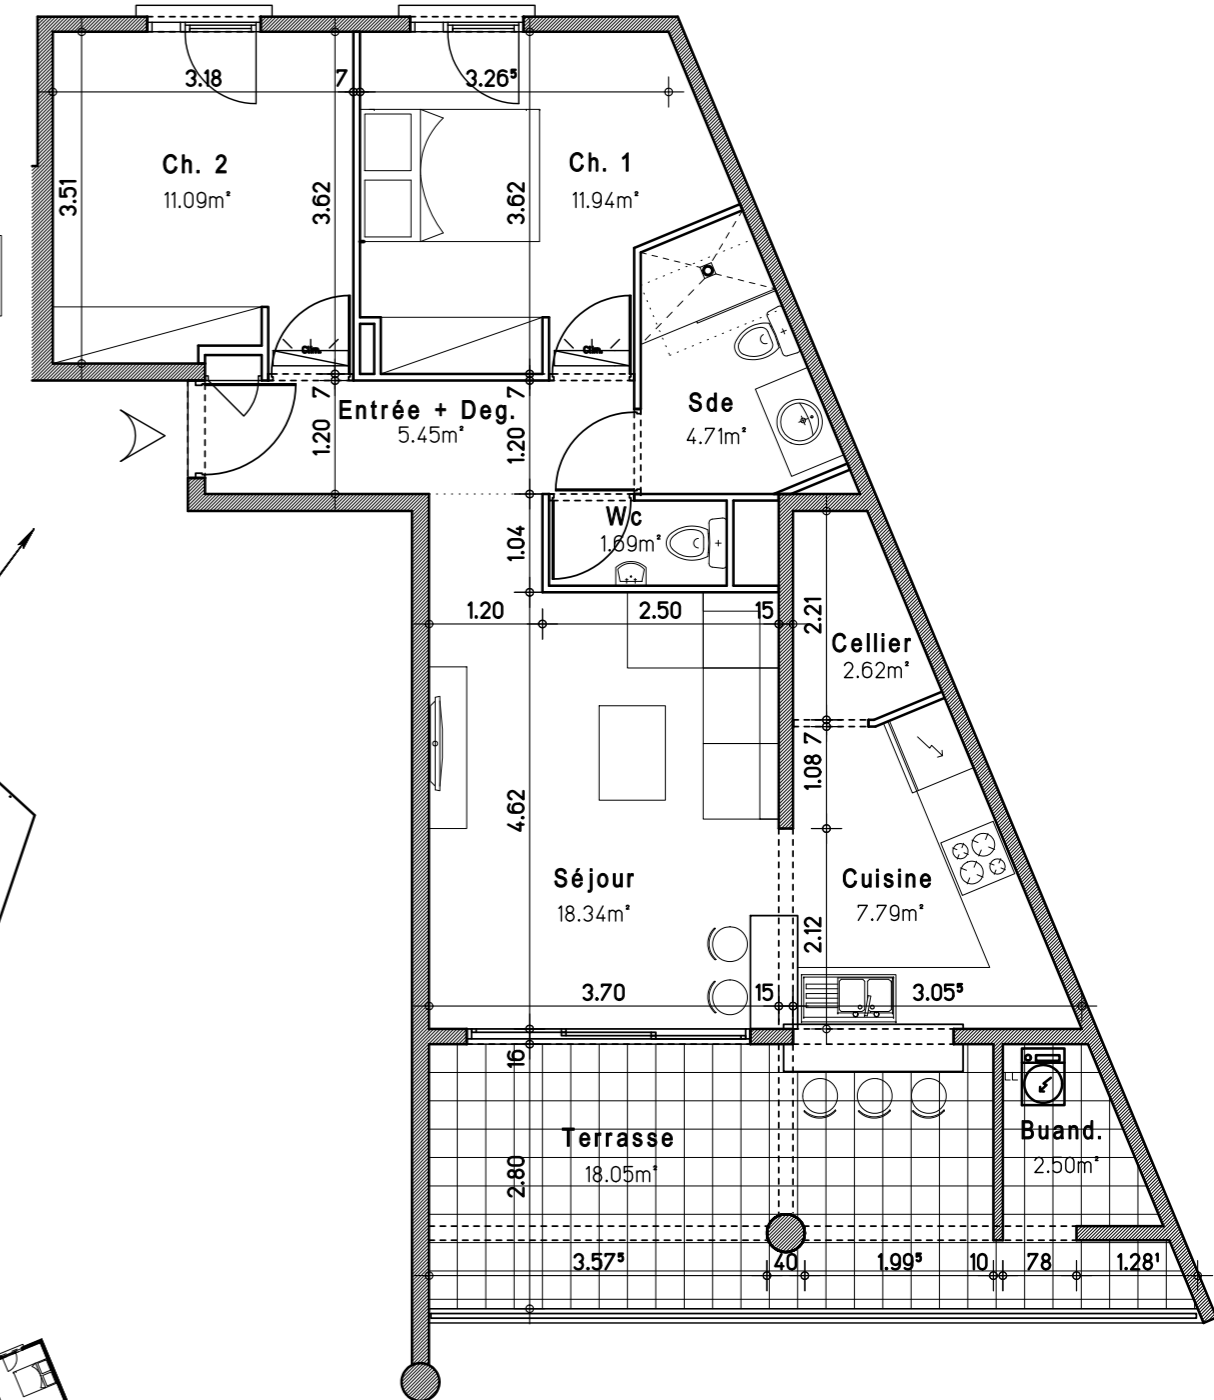 3.18
7
3.26⁵
Ch. 2
11.09m²
Ch. 1
11.94m²
3.51
3.62
3.62
Clim.
Clim.
7
7
Entrée + Deg.
5.45m²
1.20
1.20
Sde
4.71m²
Wc
1.69m²
1.04
1.20
2.50
15
2.21
Cellier
2.62m²
7
1.08
4.62
Séjour
18.34m²
Cuisine
7.79m²
2.12
3.70
15
3.05⁵
16
LL
Terrasse
18.05m²
Buand.
2.50m²
2.80
3.57⁵
40
1.99⁵
10
78
1.28¹